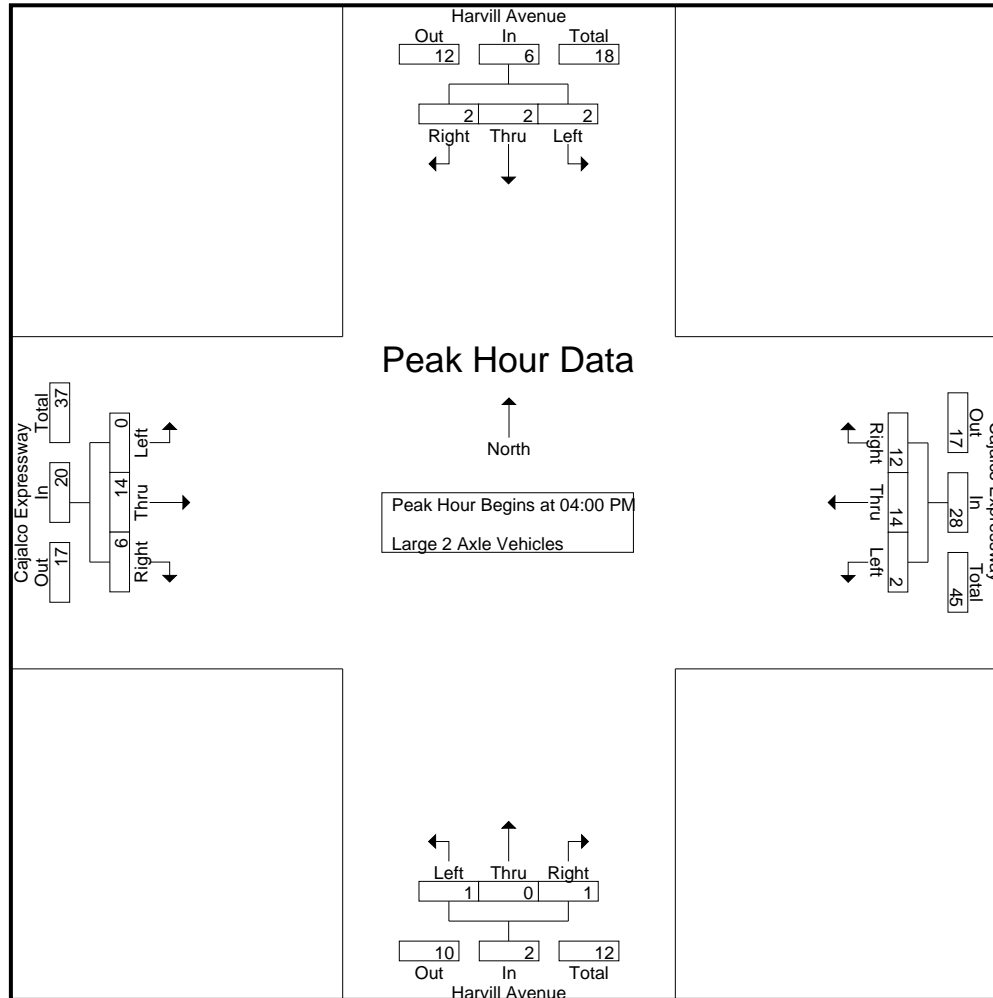 Harvill Avenue
Out In Total
12 6 18
2 2 2
Right Thru Left
Peak Hour Data
North
Peak Hour Begins at 04:00 PM
Large 2 Axle Vehicles
Cajalco Expressway
Total In Out
37 20 17
0 14 6
Left Thru Right
Right Thru Left
12 14 2
Out In Total
17 28 45
Cajalco Expressway
Left Thru Right
1 0 1
10 2 12
Out In Total
Harvill Avenue